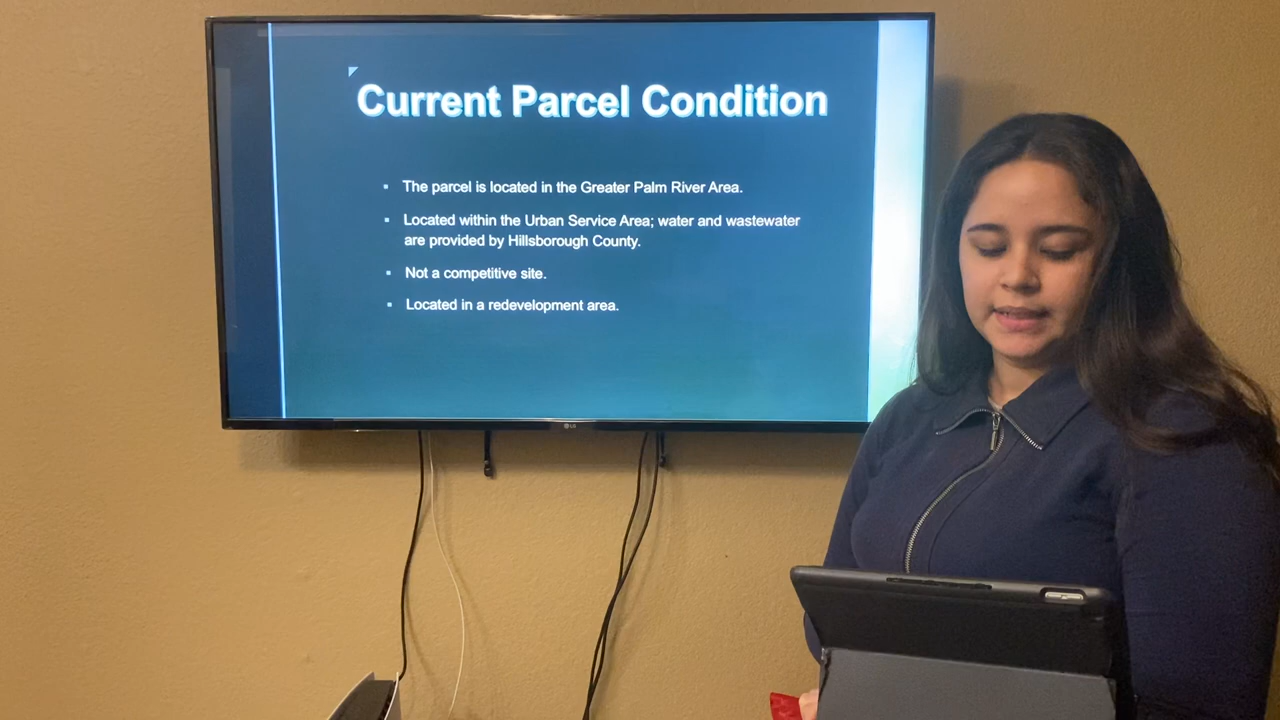 Current Parcel Condition
▪ The parcel is located in the Greater Palm River Area.
▪ Located within the Urban Service Area; water and wastewater
are provided by Hillsborough County.
▪ Not a competitive site.
▪ Located in a redevelopment area.
LG